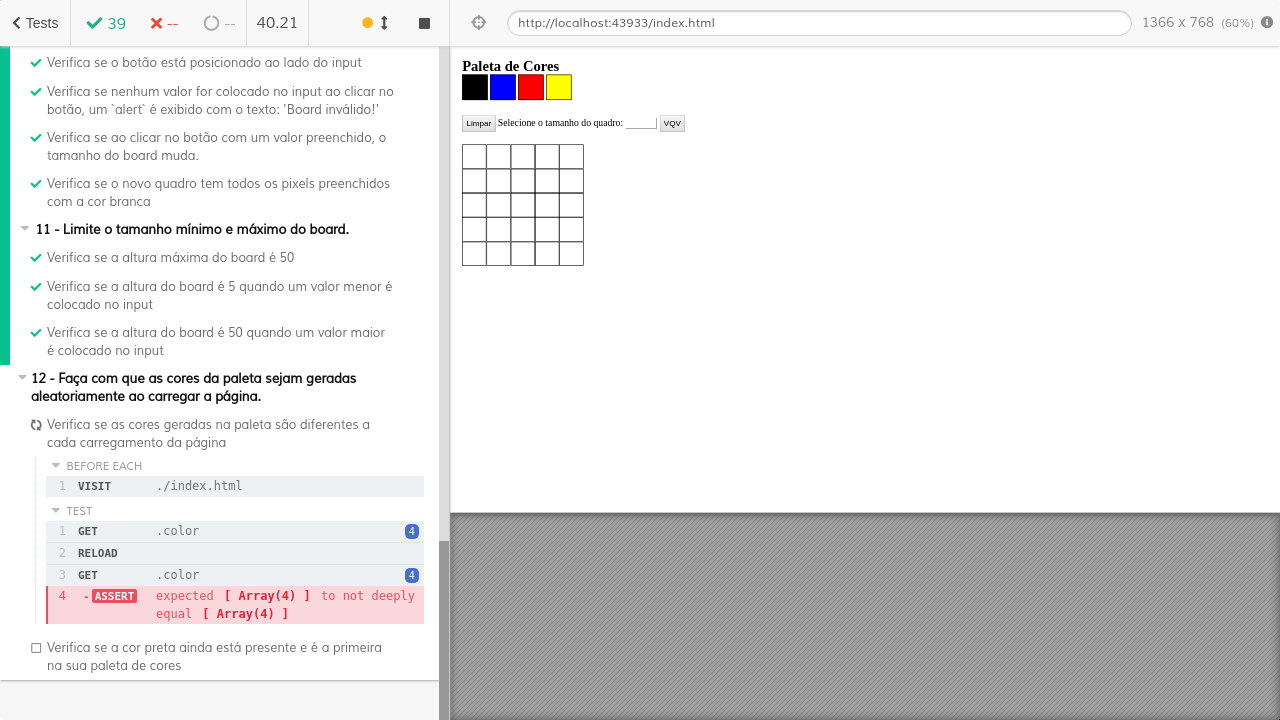 Tests
39
--
--
40.21
http://localhost:43933/index.html
1366 x 768 (60%)
Verifica se o botão está posicionado ao lado do input
Verifica se nenhum valor for colocado no input ao clicar no
botão, um `alert` é exibido com o texto: 'Board inválido!'
Verifica se ao clicar no botão com um valor preenchido, o
tamanho do board muda.
Verifica se o novo quadro tem todos os pixels preenchidos
com a cor branca
11 - Limite o tamanho mínimo e máximo do board.
Verifica se a altura máxima do board é 50
Verifica se a altura do board é 5 quando um valor menor é
colocado no input
Verifica se a altura do board é 50 quando um valor maior
é colocado no input
12 - Faça com que as cores da paleta sejam geradas
aleatoriamente ao carregar a página.
Verifica se as cores geradas na paleta são diferentes a
cada carregamento da página
BEFORE EACH
1 VISIT ./index.html
TEST
1 GET .color 4
2 RELOAD
3 GET .color 4
4 -ASSERT expected [ Array(4) ] to not deeply
equal [ Array(4) ]
Verifica se a cor preta ainda está presente e é a primeira
na sua paleta de cores
Paleta de Cores
Limpar Selecione o tamanho do quadro: VQV